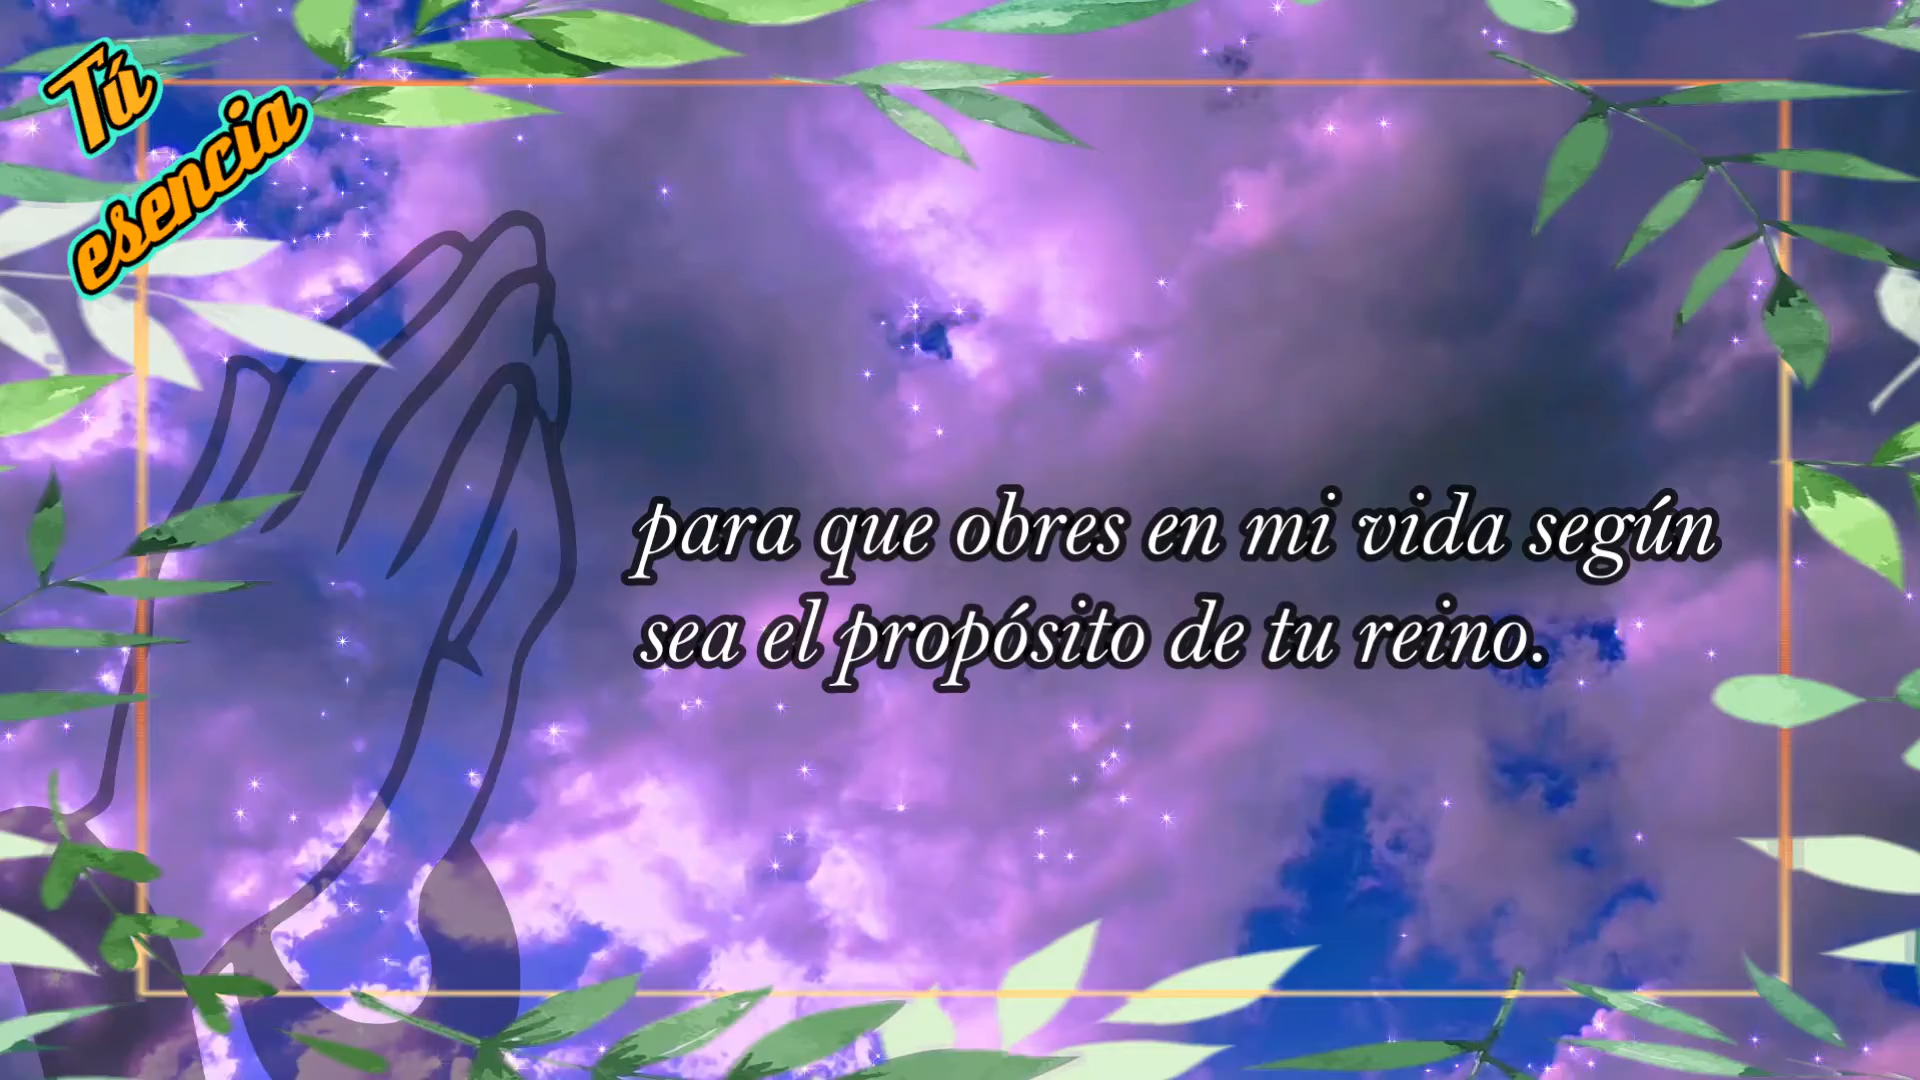 Tú
esencia
para que obres en mi vida según
sea el propósito de tu reino.